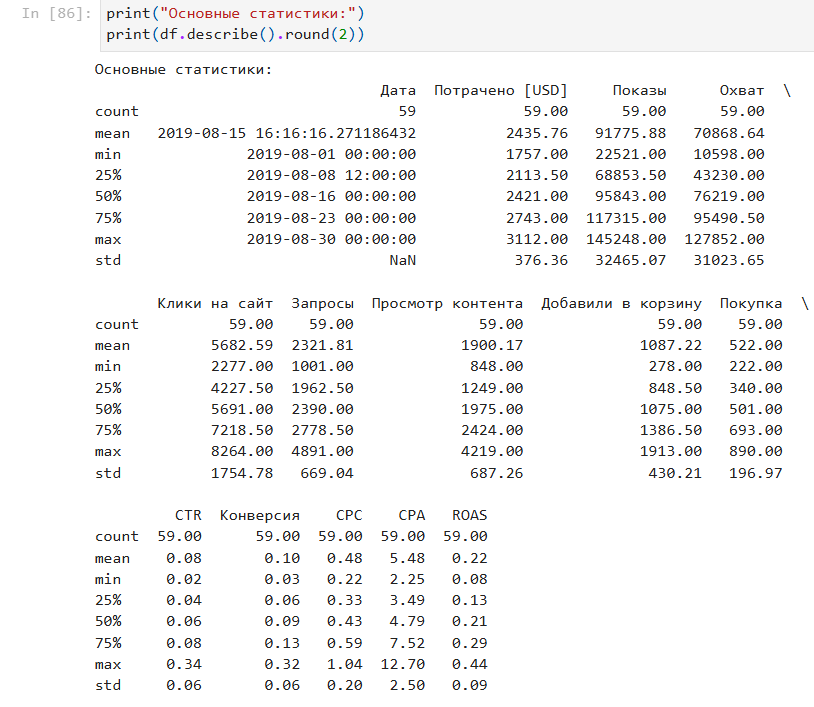 In [86]: print("Основные статистики:")
print(df.describe().round(2))
Основные статистики:
Дата Потрачено [USD] Показы Охват \
count 59 59.00 59.00 59.00
mean 2019-08-15 16:16:16.271186432 2435.76 91775.88 70868.64
min 2019-08-01 00:00:00 1757.00 22521.00 10598.00
25% 2019-08-08 12:00:00 2113.50 68853.50 43230.00
50% 2019-08-16 00:00:00 2421.00 95843.00 76219.00
75% 2019-08-23 00:00:00 2743.00 117315.00 95490.50
max 2019-08-30 00:00:00 3112.00 145248.00 127852.00
std NaN 376.36 32465.07 31023.65
Клики на сайт Запросы Просмотр контента Добавили в корзину Покупка \
count 59.00 59.00 59.00 59.00 59.00
mean 5682.59 2321.81 1900.17 1087.22 522.00
min 2277.00 1001.00 848.00 278.00 222.00
25% 4227.50 1962.50 1249.00 848.50 340.00
50% 5691.00 2390.00 1975.00 1075.00 501.00
75% 7218.50 2778.50 2424.00 1386.50 693.00
max 8264.00 4891.00 4219.00 1913.00 890.00
std 1754.78 669.04 687.26 430.21 196.97
CTR Конверсия CPC CPA ROAS
count 59.00 59.00 59.00 59.00 59.00
mean 0.08 0.10 0.48 5.48 0.22
min 0.02 0.03 0.22 2.25 0.08
25% 0.04 0.06 0.33 3.49 0.13
50% 0.06 0.09 0.43 4.79 0.21
75% 0.08 0.13 0.59 7.52 0.29
max 0.34 0.32 1.04 12.70 0.44
std 0.06 0.06 0.20 2.50 0.09